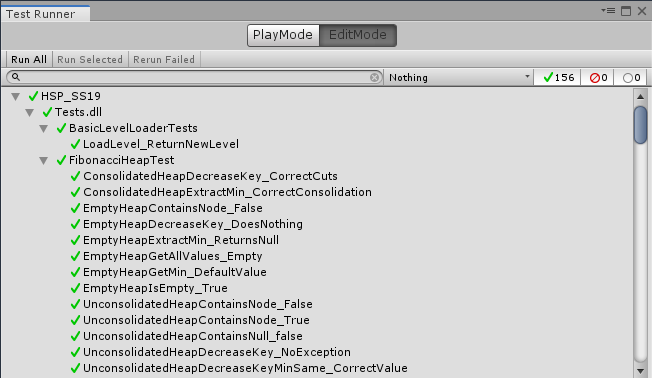 Test Runner
PlayMode EditMode
Run All Run Selected Rerun Failed
Nothing 156 0 0
HSP_SS19
Tests.dll
BasicLevelLoaderTests
LoadLevel_ReturnNewLevel
FibonacciHeapTest
ConsolidatedHeapDecreaseKey_CorrectCuts
ConsolidatedHeapExtractMin_CorrectConsolidation
EmptyHeapContainsNode_False
EmptyHeapDecreaseKey_DoesNothing
EmptyHeapExtractMin_ReturnsNull
EmptyHeapGetAllValues_Empty
EmptyHeapGetMin_DefaultValue
EmptyHeapIsEmpty_True
UnconsolidatedHeapContainsNode_False
UnconsolidatedHeapContainsNode_True
UnconsolidatedHeapContainsNull_false
UnconsolidatedHeapDecreaseKey_NoException
UnconsolidatedHeapDecreaseKeyMinSame_CorrectValue